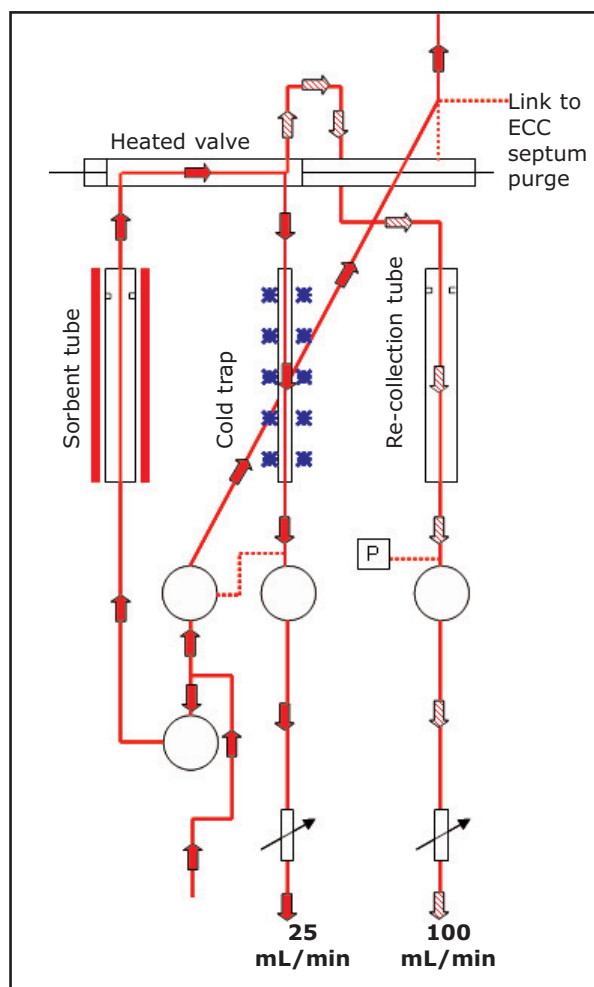 Link to
ECC
septum
purge
Heated valve
Sorbent tube
Cold trap
Re-collection tube
P
25
mL/min
100
mL/min